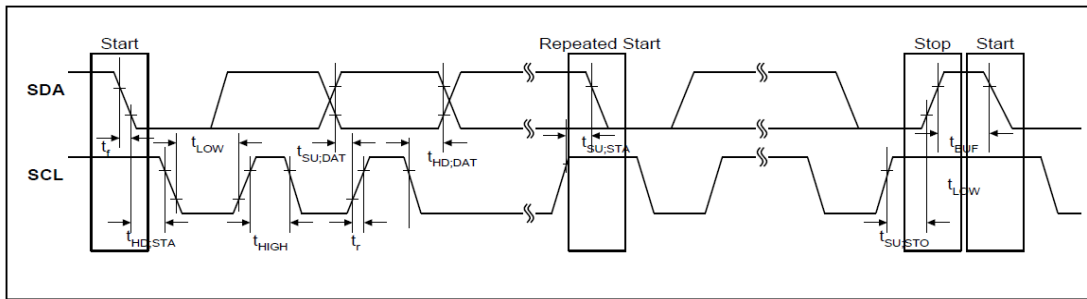 Start
Repeated Start
Stop
Start
SDA
tf
tLOW
tSU;DAT
tHD;DAT
tSU;STA
tBUF
SCL
tLOW
tHD;STA
tHIGH
tr
tSU;STO